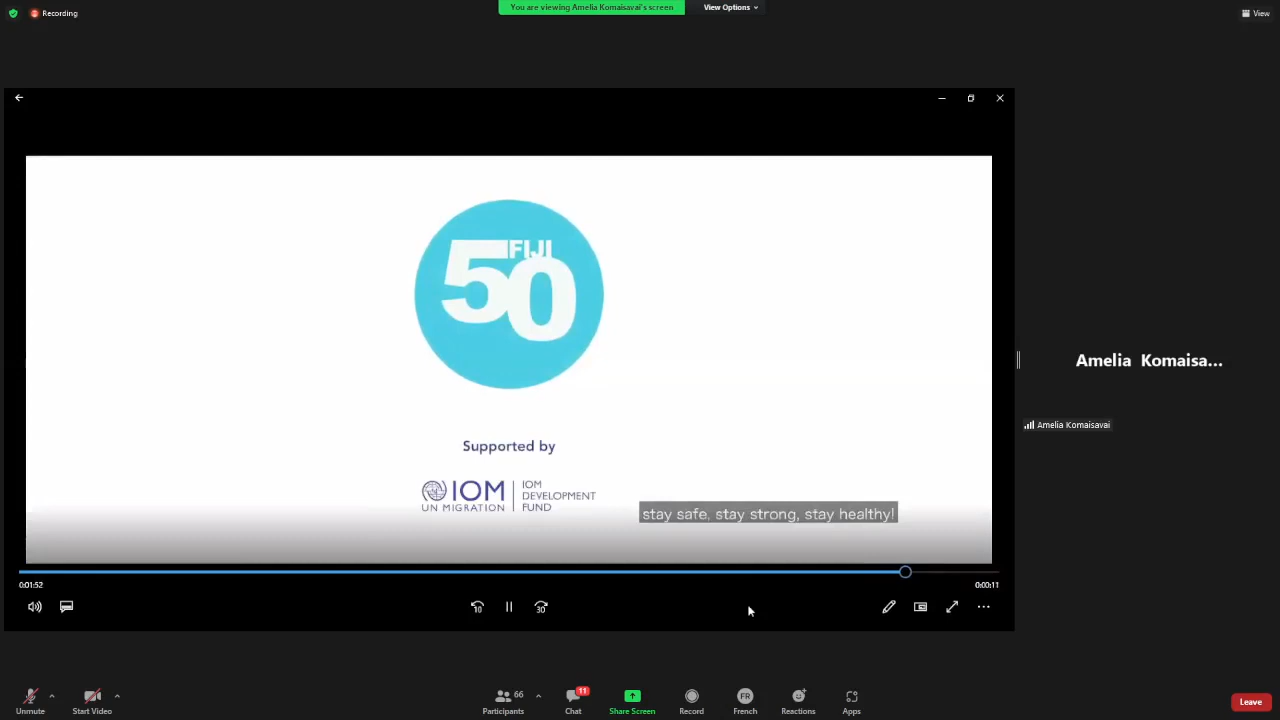 Recording
You are viewing Amelia Komaisavai's screen
View Options
View
50
FIJI
Supported by
IOM
UN MIGRATION
IOM
DEVELOPMENT
FUND
stay safe, stay strong, stay healthy!
0:01:52
0:00:11
10
30
Amelia Komaisa...
Amelia Komaisavai
Unmute
Start Video
66
Participants
11
Chat
Share Screen
Record
FR
French
Reactions
Apps
Leave